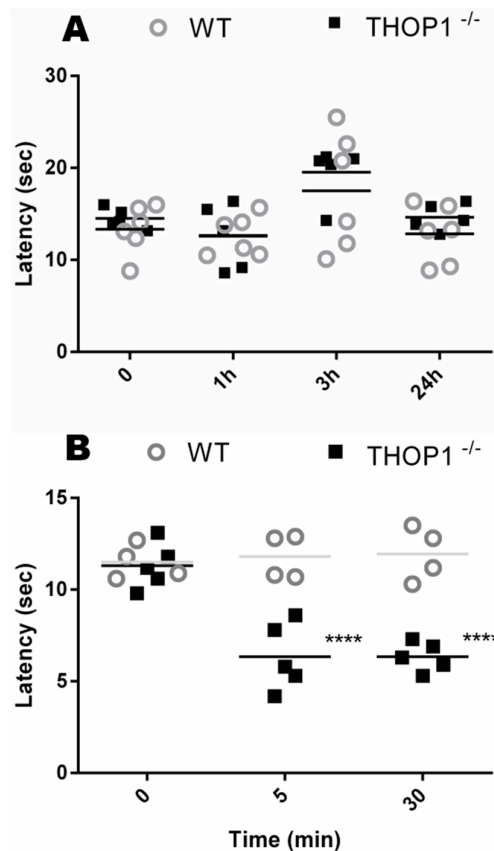 A
WT
THOP1 -/-
Latency (sec)
30
20
10
0
0
1h
3h
24h
B
WT
THOP1 -/-
Latency (sec)
15
10
5
0
****
****
0
5
30
Time (min)